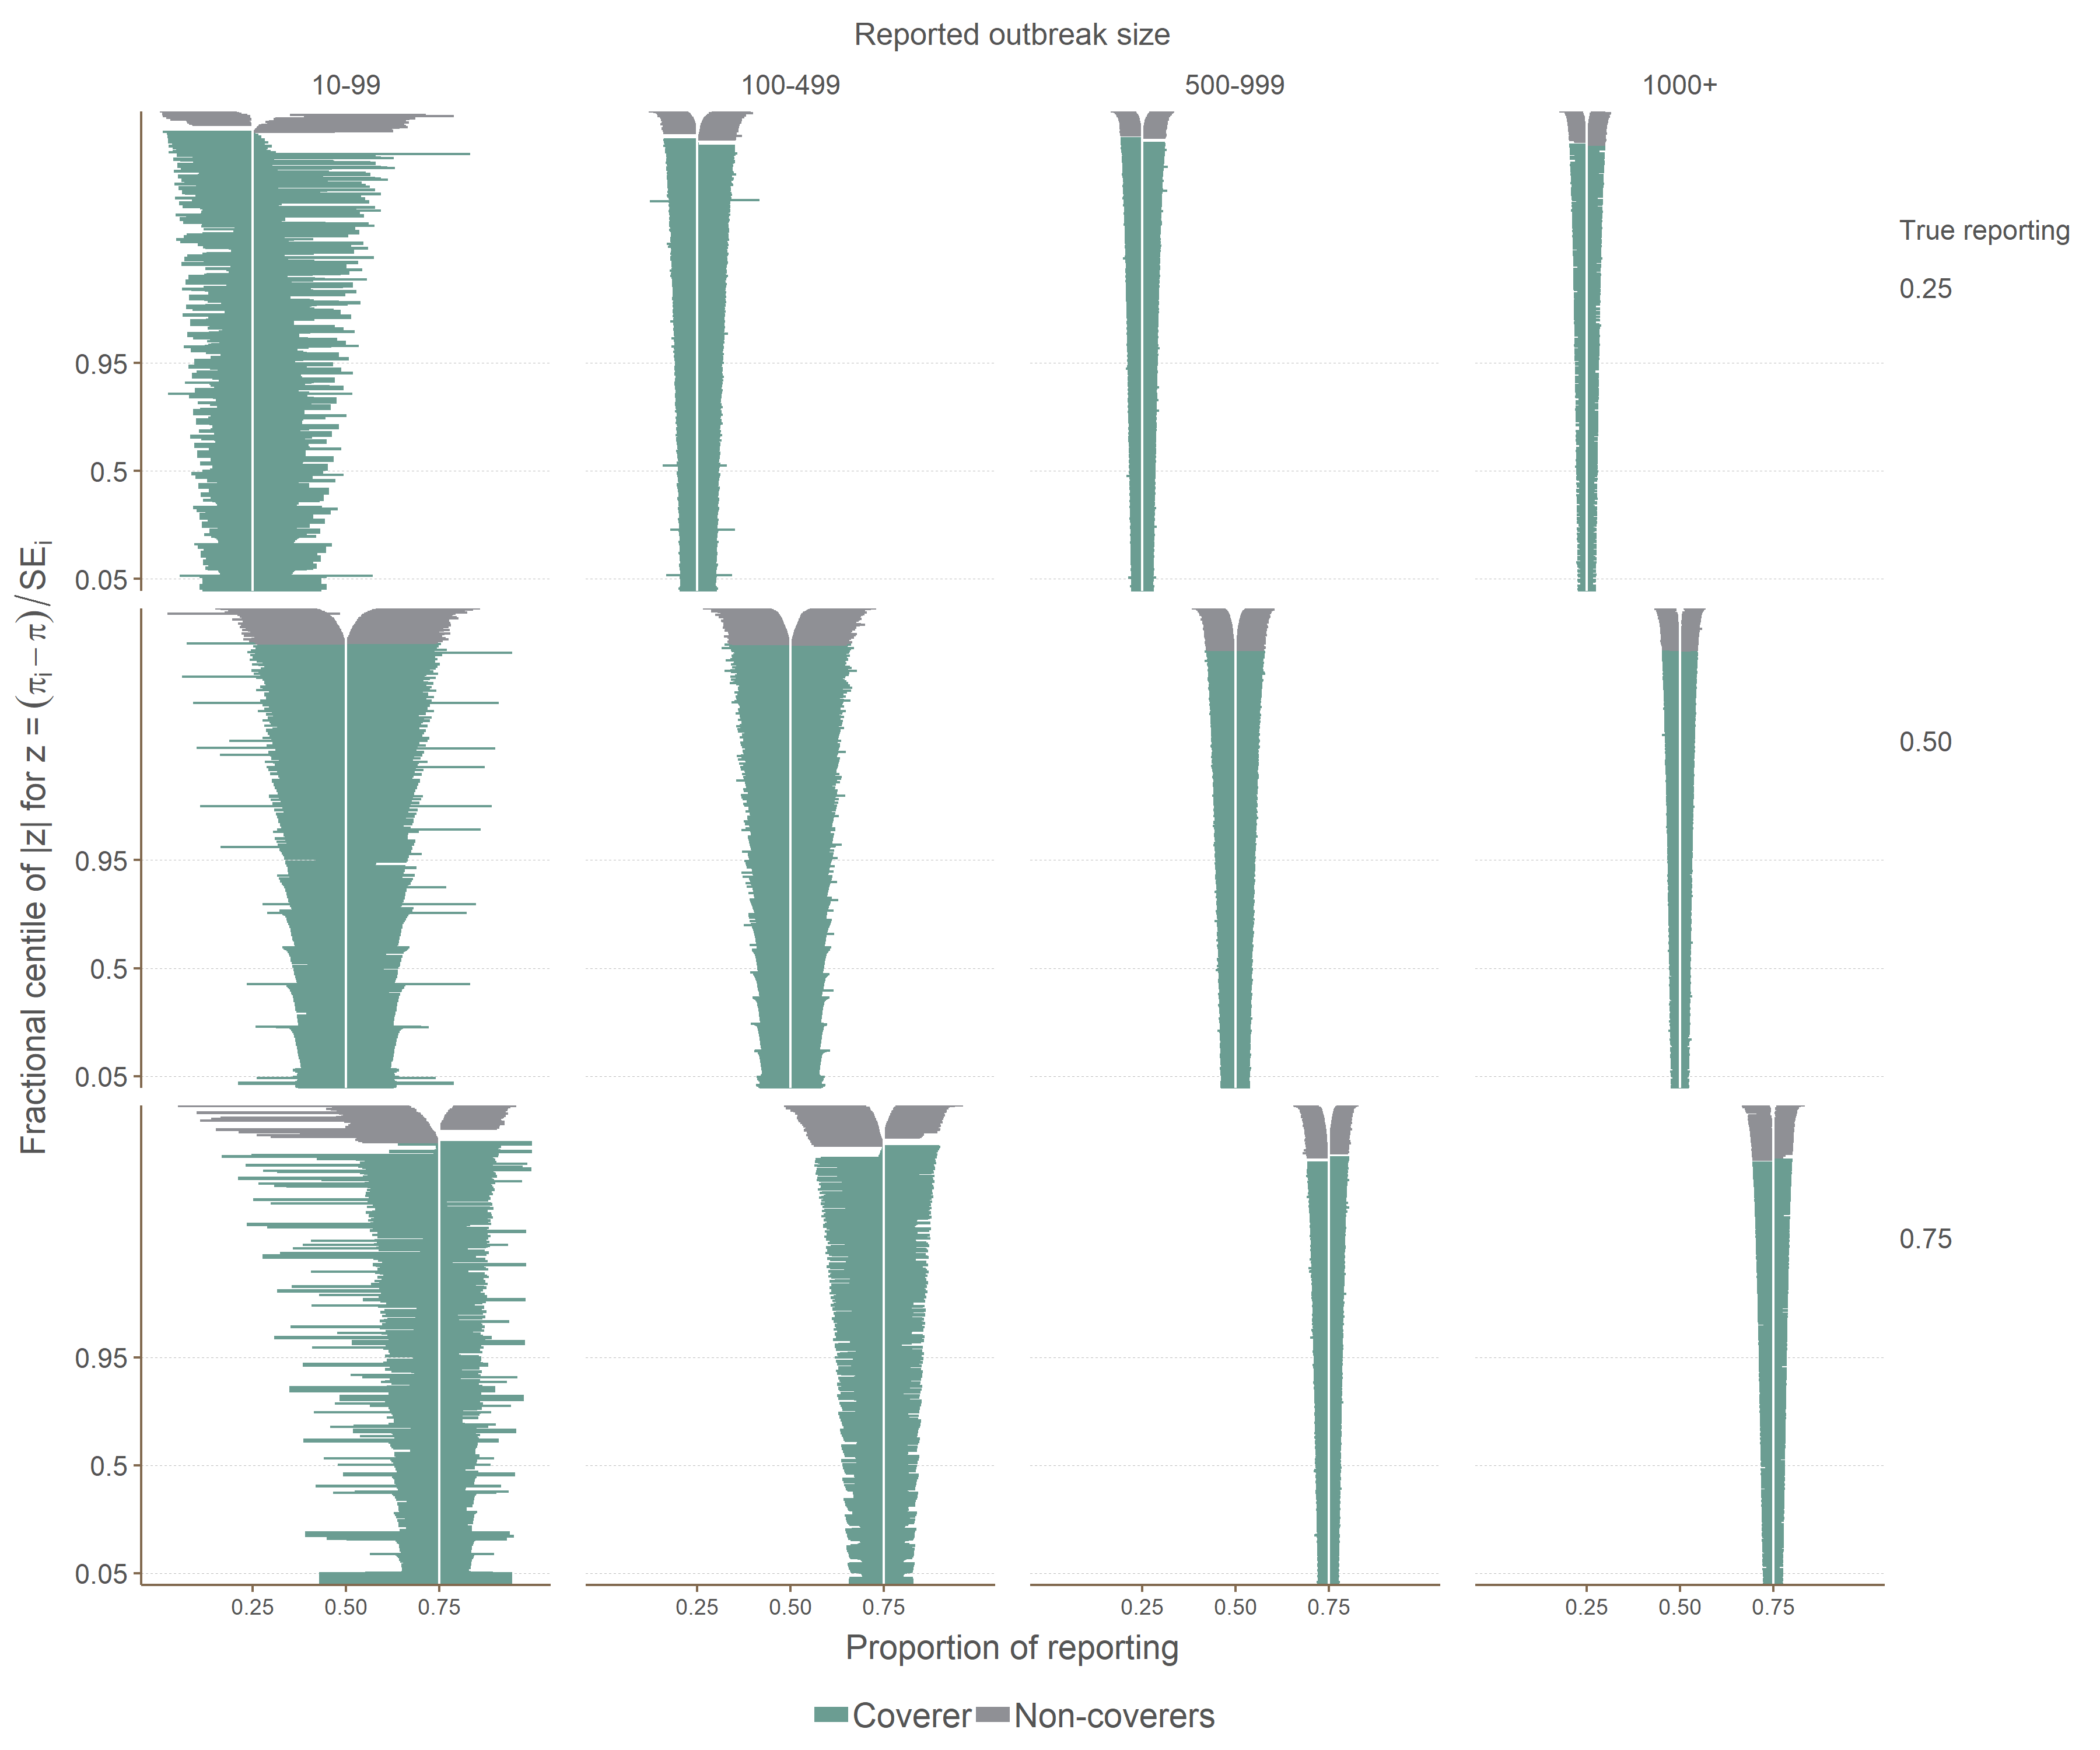 Reported outbreak size
10-99 100-499 500-999 1000+
True reporting
0.25
0.95
0.5
0.05
0.50
0.95
0.5
0.05
0.75
0.95
0.5
0.05
Fractional centile of |z| for z = (πi − π)/SEi
0.25 0.50 0.75 0.25 0.50 0.75 0.25 0.50 0.75 0.25 0.50 0.75
Proportion of reporting
Coverer Non-coverers